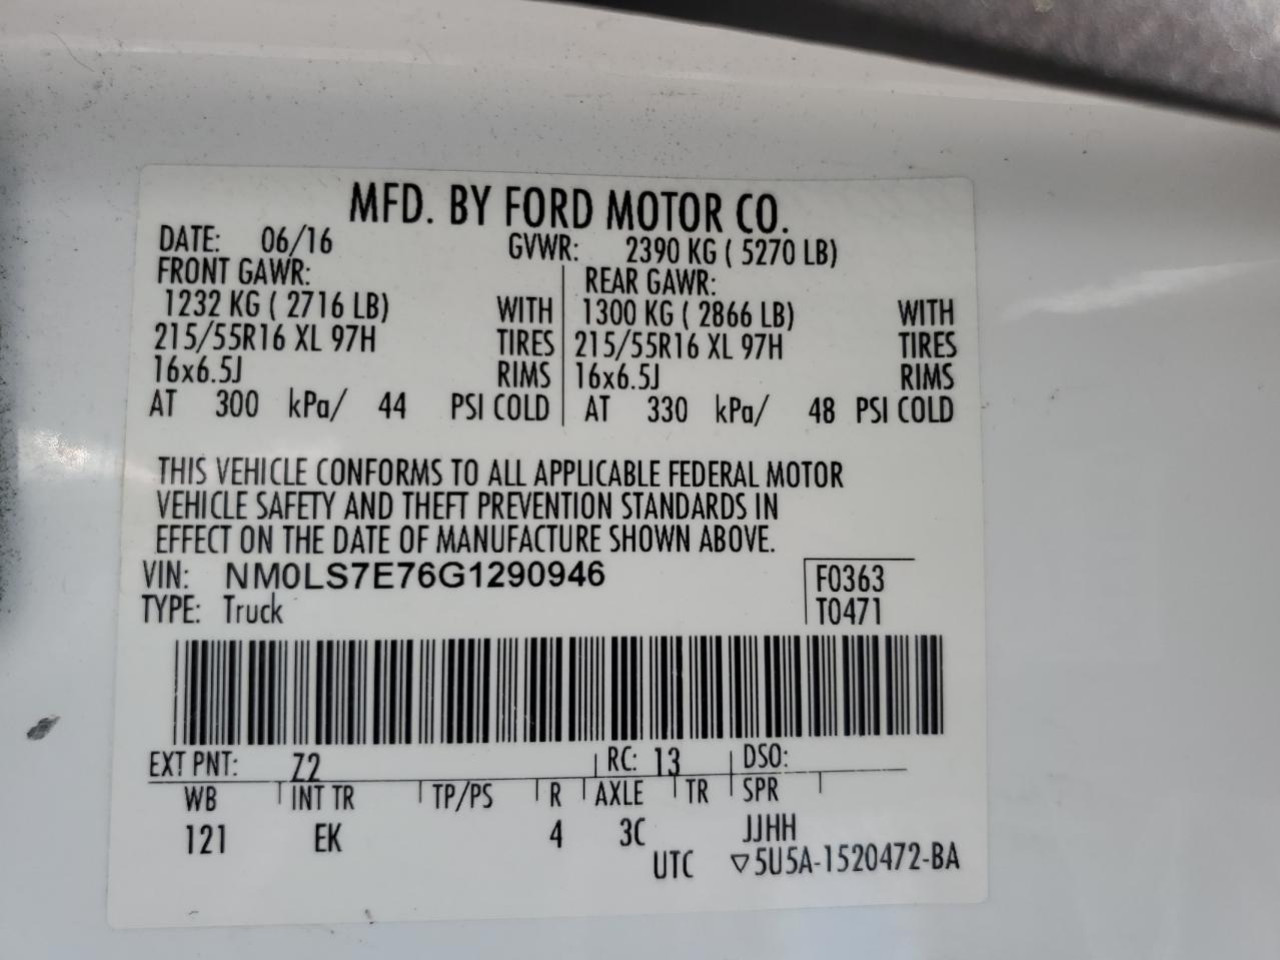 MFD. BY FORD MOTOR CO.
DATE: 06/16 GVWR: 2390 KG ( 5270 LB)
FRONT GAWR: REAR GAWR:
1232 KG ( 2716 LB) WITH 1300 KG ( 2866 LB) WITH
215/55R16 XL 97H TIRES 215/55R16 XL 97H TIRES
16x6.5J RIMS 16x6.5J RIMS
AT 300 kPa/ 44 PSI COLD AT 330 kPa/ 48 PSI COLD
THIS VEHICLE CONFORMS TO ALL APPLICABLE FEDERAL MOTOR
VEHICLE SAFETY AND THEFT PREVENTION STANDARDS IN
EFFECT ON THE DATE OF MANUFACTURE SHOWN ABOVE.
VIN: NM0LS7E76G1290946 F0363
TYPE: Truck T0471
EXT PNT: Z2 RC: 13 DSO:
WB INT TR TP/PS R AXLE TR SPR
121 EK 4 3C JJHH
UTC ▽5U5A-1520472-BA